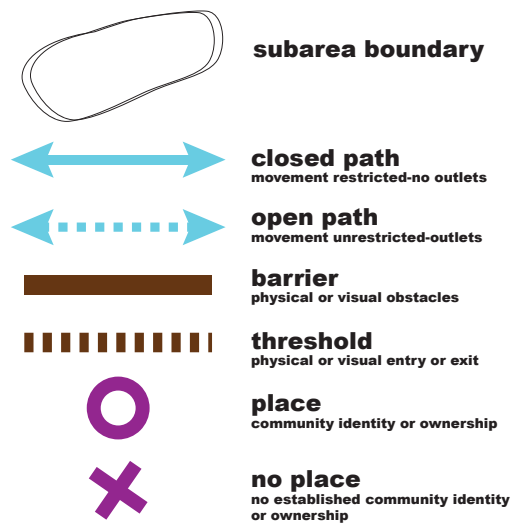 subarea boundary
closed path
movement restricted-no outlets
open path
movement unrestricted-outlets
barrier
physical or visual obstacles
threshold
physical or visual entry or exit
place
community identity or ownership
no place
no established community identity
or ownership